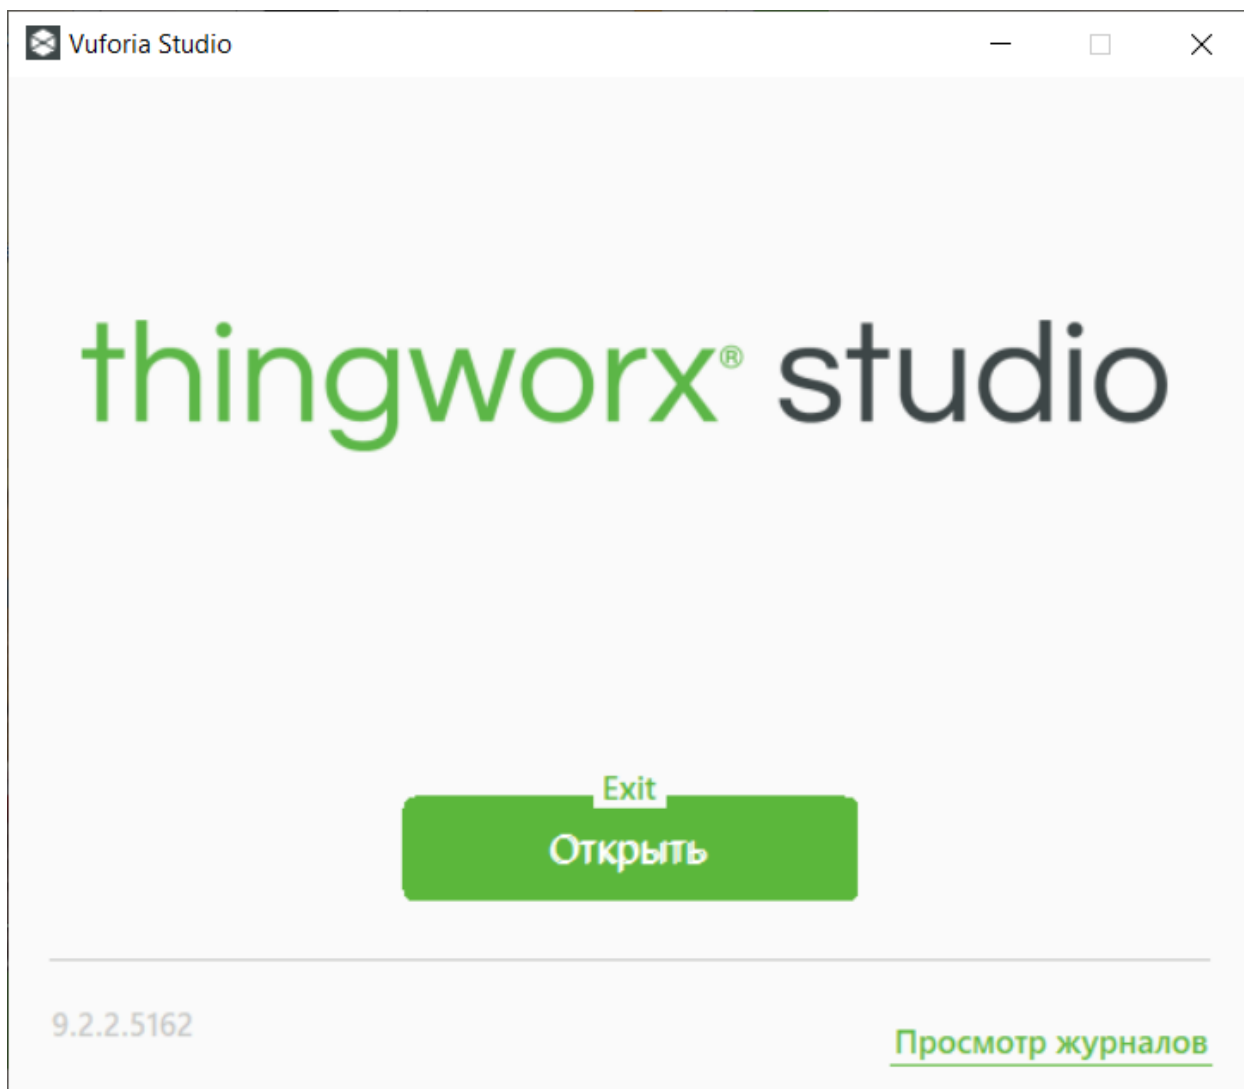 Vuforia Studio
thingworx® studio
Exit
Открыть
9.2.2.5162
Просмотр журналов